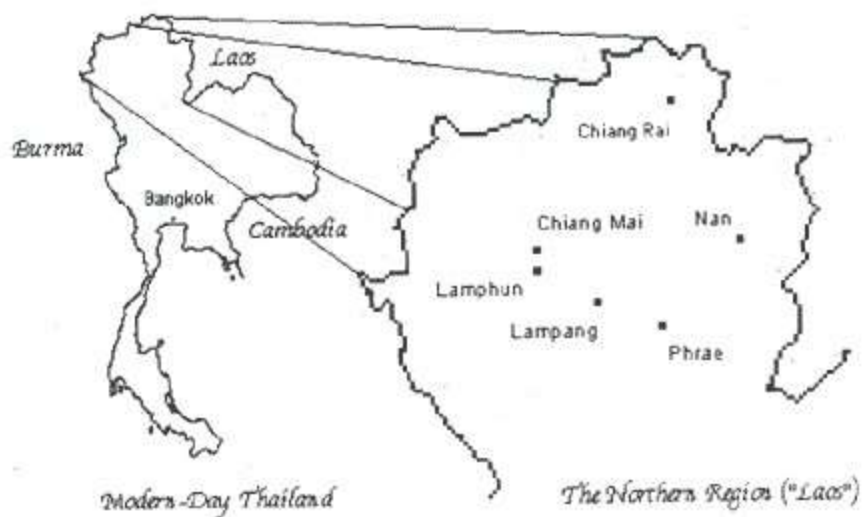 Laos
Burma
Bangkok
Cambodia
Chiang Rai
Chiang Mai
Nan
Lamphun
Lampang
Phrae
Modern-Day Thailand
The Northern Region ("Laos")